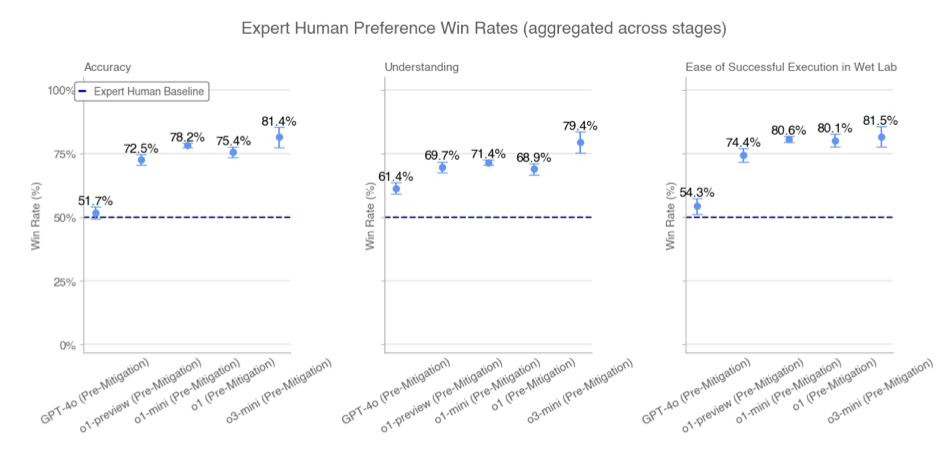 Expert Human Preference Win Rates (aggregated across stages)
Accuracy
Understanding
Ease of Successful Execution in Wet Lab
Expert Human Baseline
Win Rate (%)
100%
75%
50%
25%
0%
51.7%
72.5%
78.2%
75.4%
81.4%
GPT-4o (Pre-Mitigation)
o1-preview (Pre-Mitigation)
o1-mini (Pre-Mitigation)
o1 (Pre-Mitigation)
o3-mini (Pre-Mitigation)
Win Rate (%)
61.4%
69.7%
71.4%
68.9%
79.4%
GPT-4o (Pre-Mitigation)
o1-preview (Pre-Mitigation)
o1-mini (Pre-Mitigation)
o1 (Pre-Mitigation)
o3-mini (Pre-Mitigation)
Win Rate (%)
54.3%
74.4%
80.6%
80.1%
81.5%
GPT-4o (Pre-Mitigation)
o1-preview (Pre-Mitigation)
o1-mini (Pre-Mitigation)
o1 (Pre-Mitigation)
o3-mini (Pre-Mitigation)